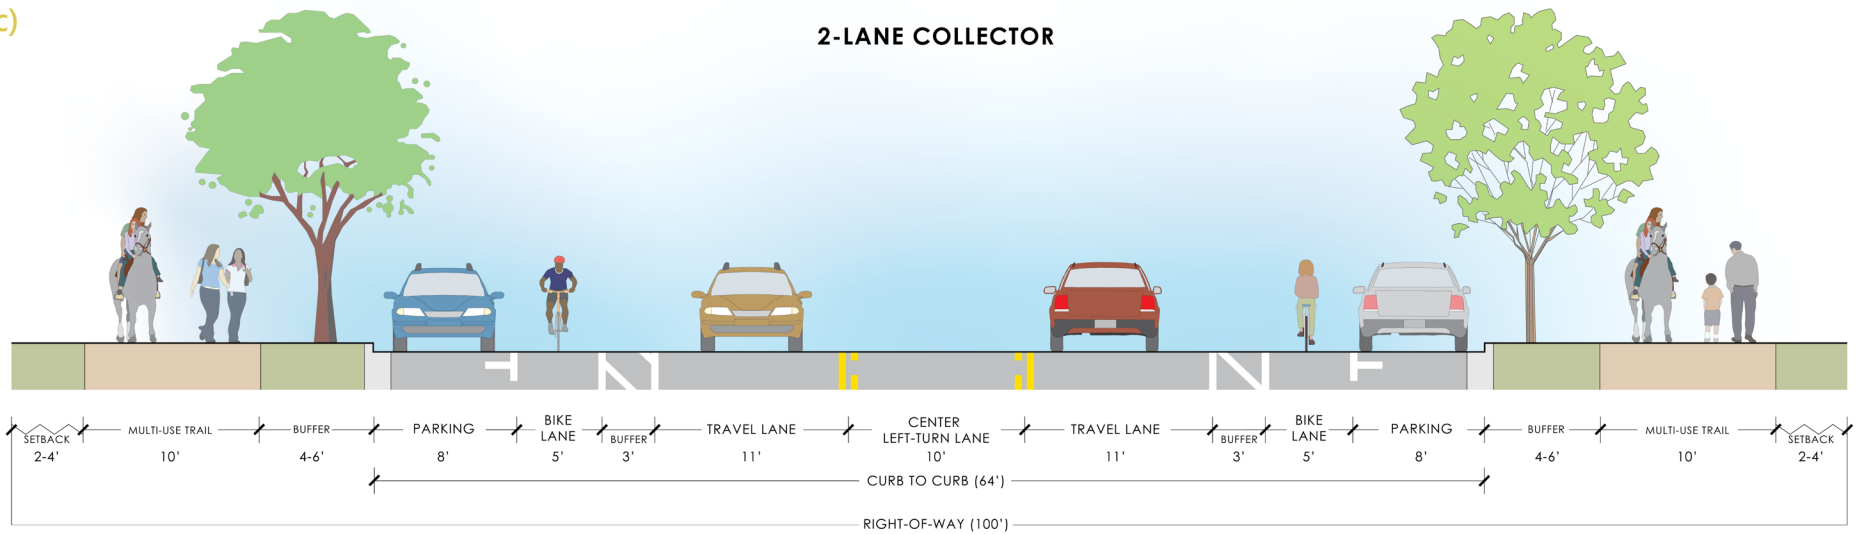 c)
2-LANE COLLECTOR
SETBACK MULTI-USE TRAIL BUFFER PARKING BIKE LANE BUFFER TRAVEL LANE CENTER LEFT-TURN LANE TRAVEL LANE BUFFER BIKE LANE PARKING BUFFER MULTI-USE TRAIL SETBACK
2-4' 10' 4-6' 8' 5' 3' 11' 10' 11' 3' 5' 8' 4-6' 10' 2-4'
CURB TO CURB (64')
RIGHT-OF-WAY (100')